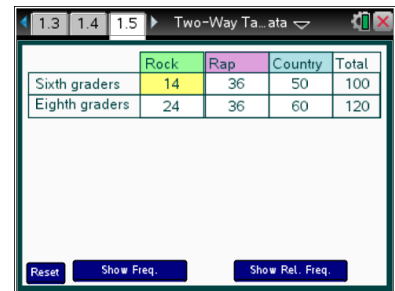 1.3 1.4 1.5 Two-Way Ta...ata
Rock Rap Country Total
Sixth graders 14 36 50 100
Eighth graders 24 36 60 120
Reset Show Freq. Show Rel. Freq.